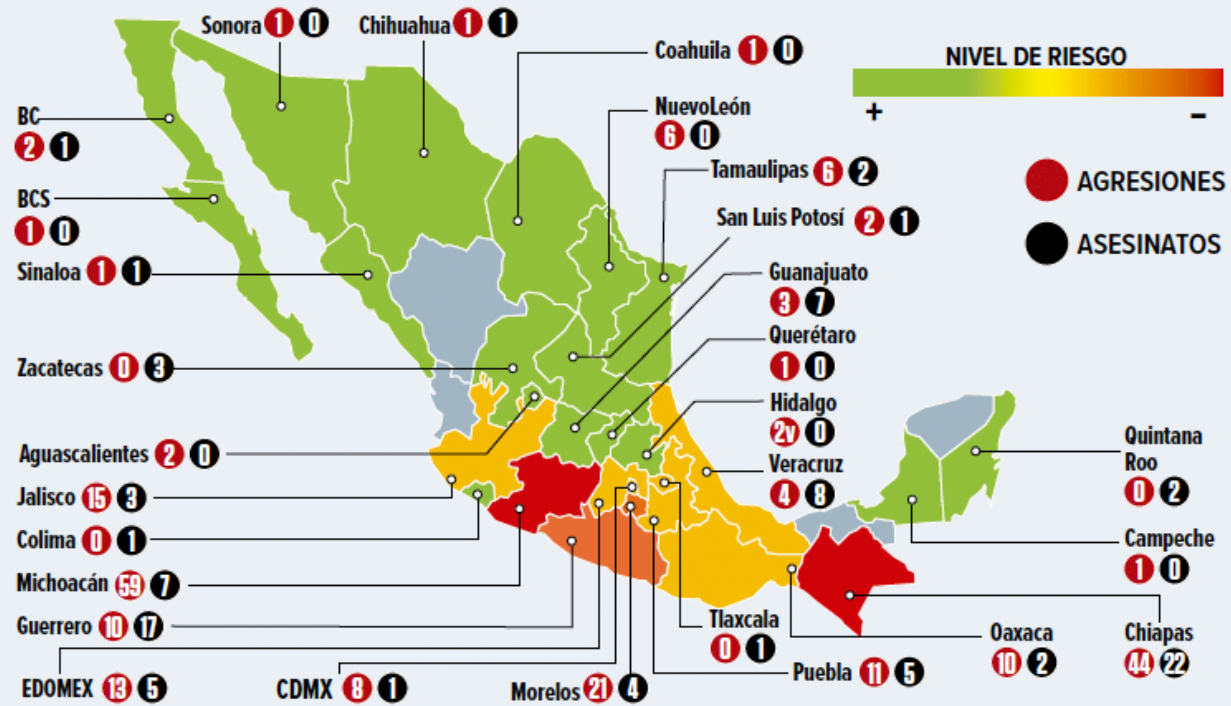 Sonora 1 0
Chihuahua 1 1
Coahuila 1 0
NIVEL DE RIESGO
+ –
BC
2 1
NuevoLeón
6 0
Tamaulipas 6 2
AGRESIONES
BCS
1 0
San Luis Potosí 2 1
ASESINATOS
Sinaloa 1 1
Guanajuato
3 7
Querétaro
1 0
Zacatecas 0 3
Hidalgo
2v 0
Aguascalientes 2 0
Veracruz
4 8
Quintana
Roo
0 2
Jalisco 15 3
Colima 0 1
Campeche
1 0
Michoacán 59 7
Guerrero 10 17
Tlaxcala
0 1
Oaxaca
10 2
Chiapas
44 22
EDOMEX 13 5
CDMX 8 1
Morelos 21 4
Puebla 11 5